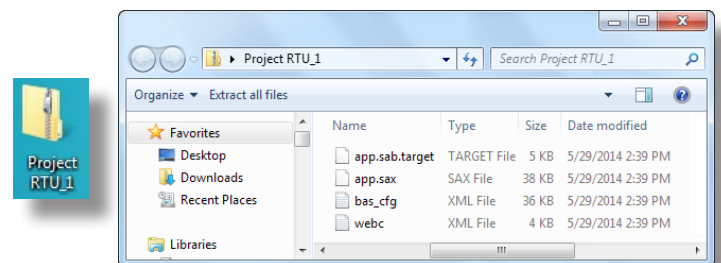 Project
RTU_1
Project RTU_1
Search Project RTU_1
Organize Extract all files
Favorites
Desktop
Downloads
Recent Places
Libraries
Name Type Size Date modified
app.sab.target TARGET File 5 KB 5/29/2014 2:39 PM
app.sax SAX File 38 KB 5/29/2014 2:39 PM
bas_cfg XML File 36 KB 5/29/2014 2:39 PM
webc XML File 4 KB 5/29/2014 2:39 PM